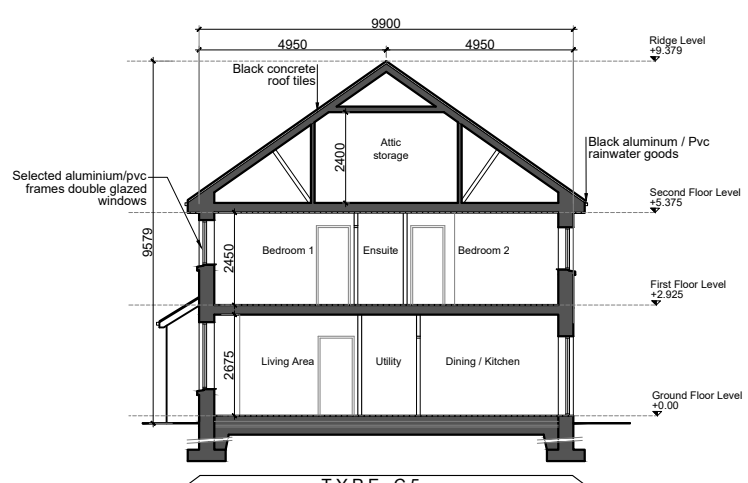 9900
4950
4950
Ridge Level
+9.379
Black concrete
roof tiles
Attic
storage
2400
Black aluminum / Pvc
rainwater goods
Selected aluminium/pvc
frames double glazed
windows
Second Floor Level
+5.375
9579
2450
Bedroom 1
Ensuite
Bedroom 2
First Floor Level
+2.925
2675
Living Area
Utility
Dining / Kitchen
Ground Floor Level
+0.00
TYPE C5